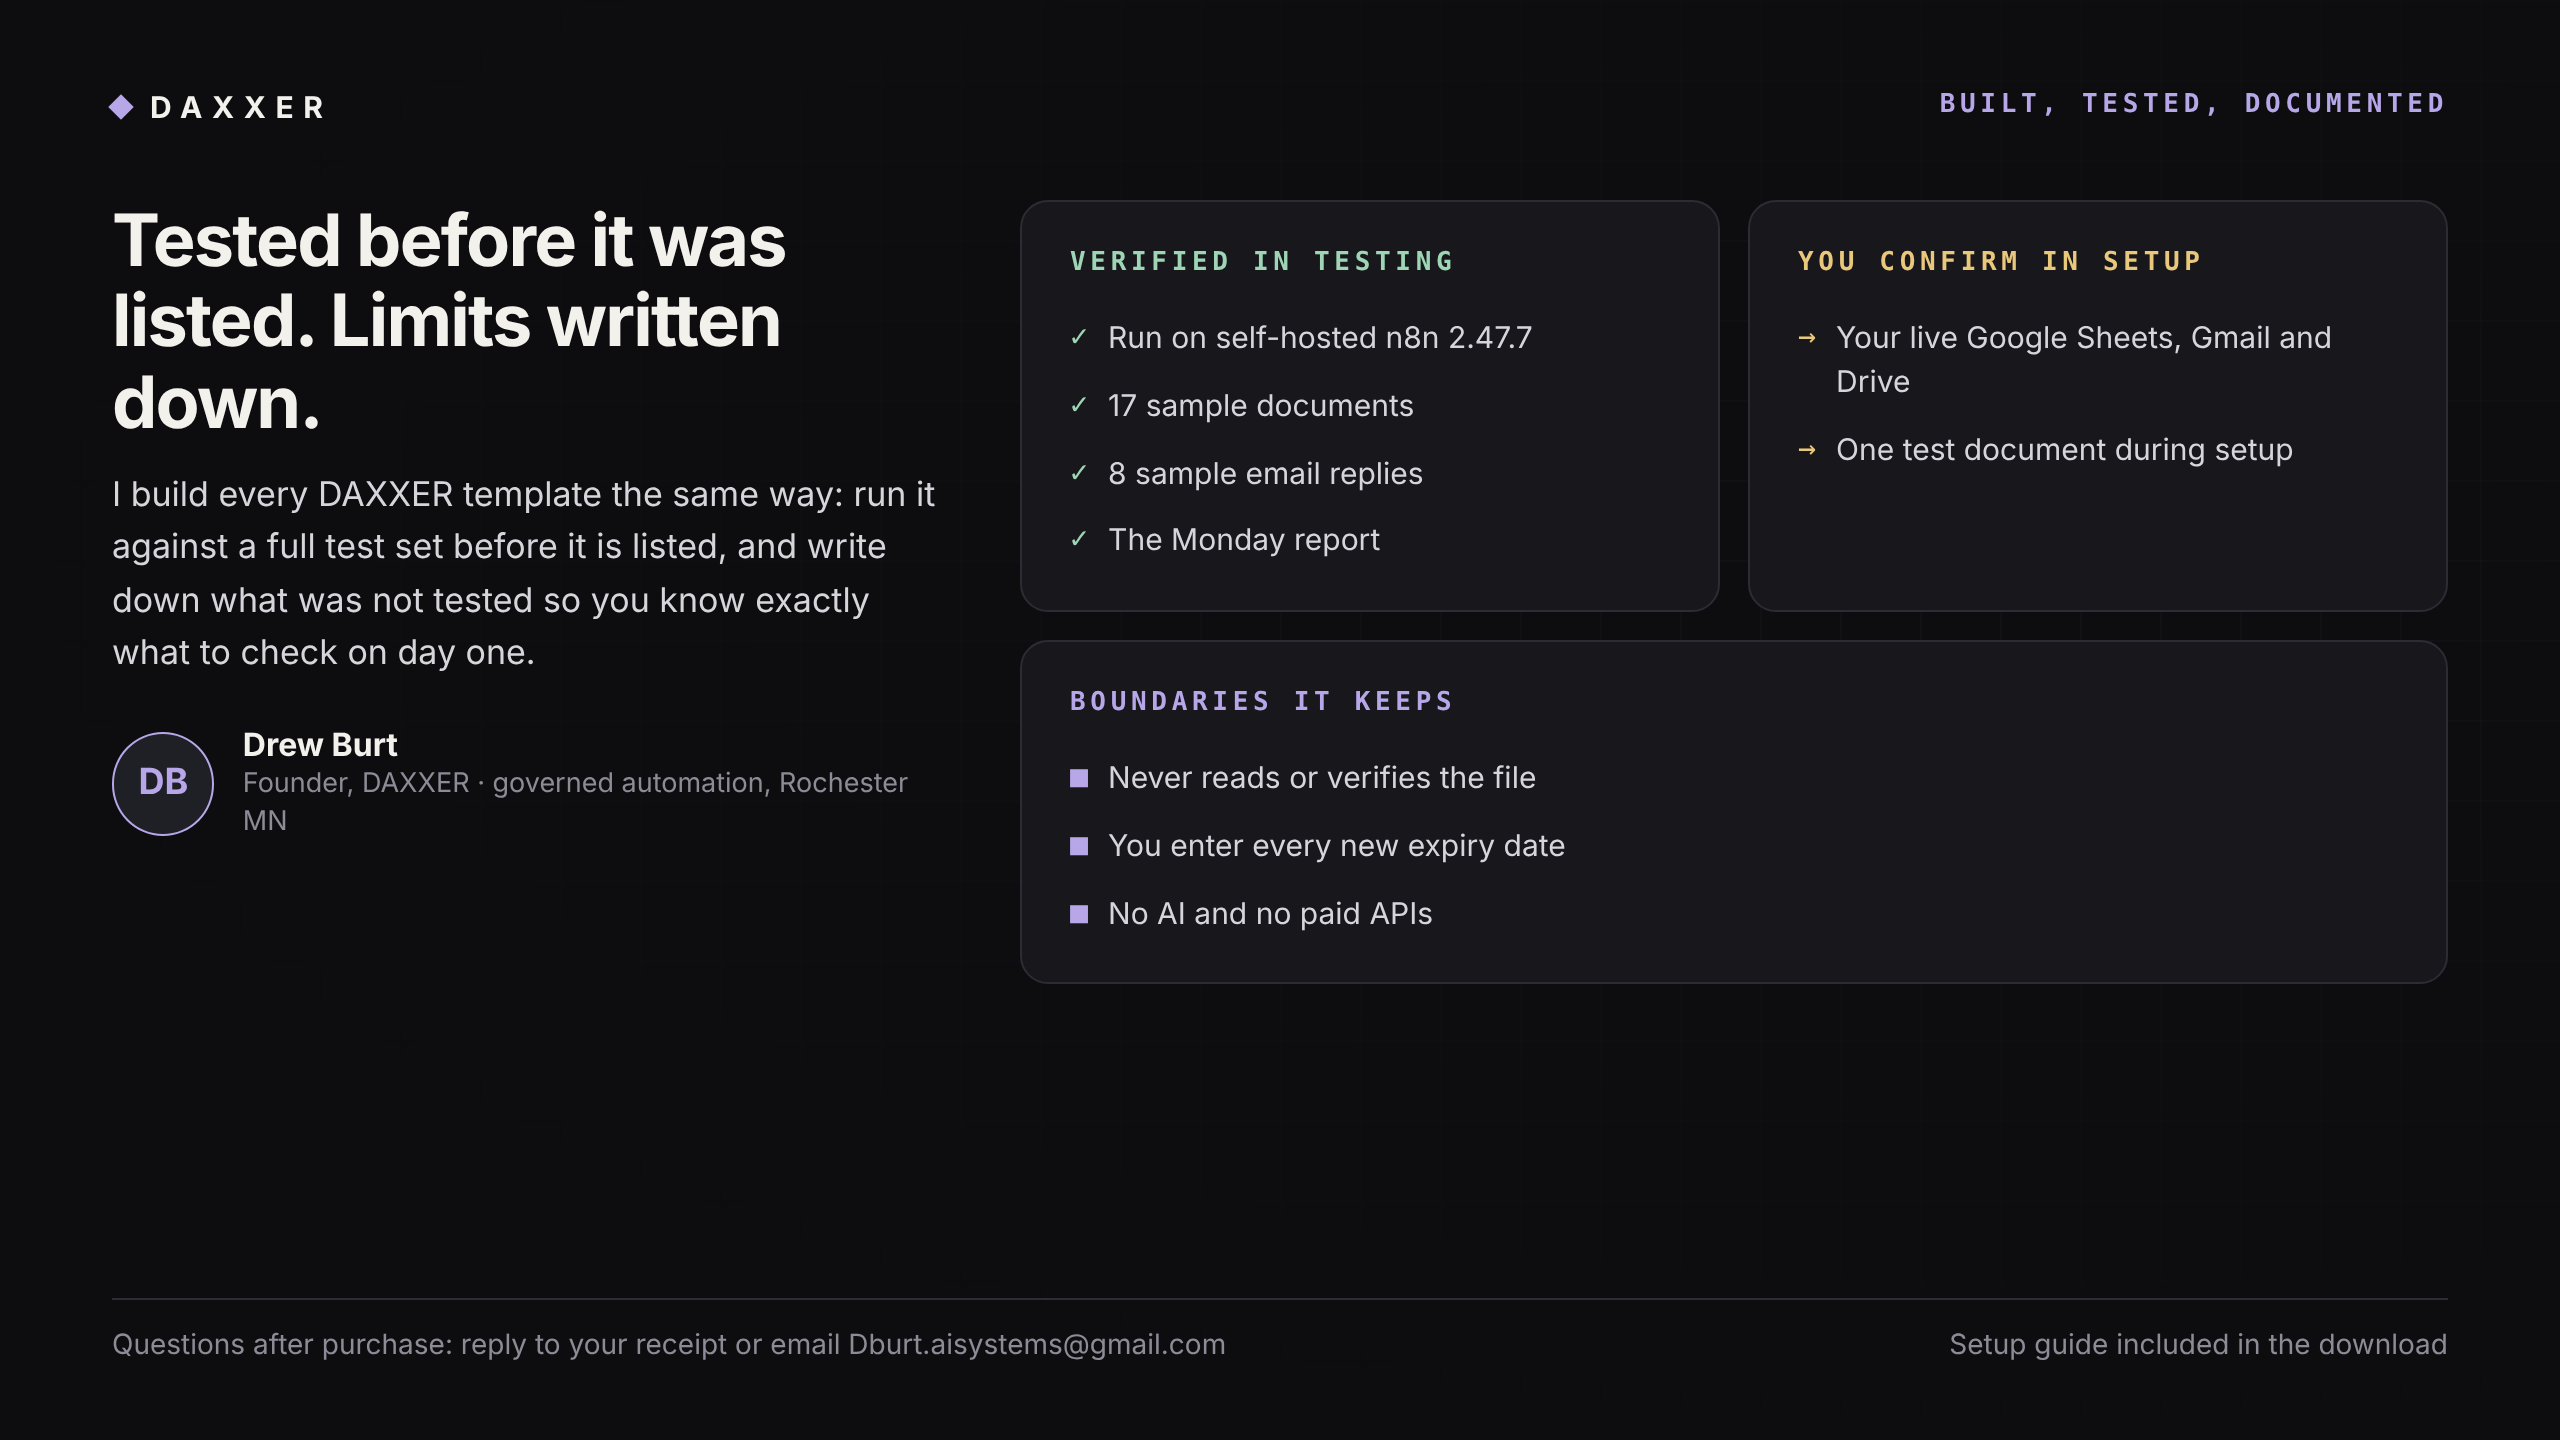 DAXXER
BUILT, TESTED, DOCUMENTED
Tested before it was
listed. Limits written
down.
I build every DAXXER template the same way: run it
against a full test set before it is listed, and write
down what was not tested so you know exactly
what to check on day one.
DB
Drew Burt
Founder, DAXXER · governed automation, Rochester
MN
VERIFIED IN TESTING
✓ Run on self-hosted n8n 2.47.7
✓ 17 sample documents
✓ 8 sample email replies
✓ The Monday report
YOU CONFIRM IN SETUP
→ Your live Google Sheets, Gmail and
Drive
→ One test document during setup
BOUNDARIES IT KEEPS
■ Never reads or verifies the file
■ You enter every new expiry date
■ No AI and no paid APIs
Questions after purchase: reply to your receipt or email Dburt.aisystems@gmail.com
Setup guide included in the download